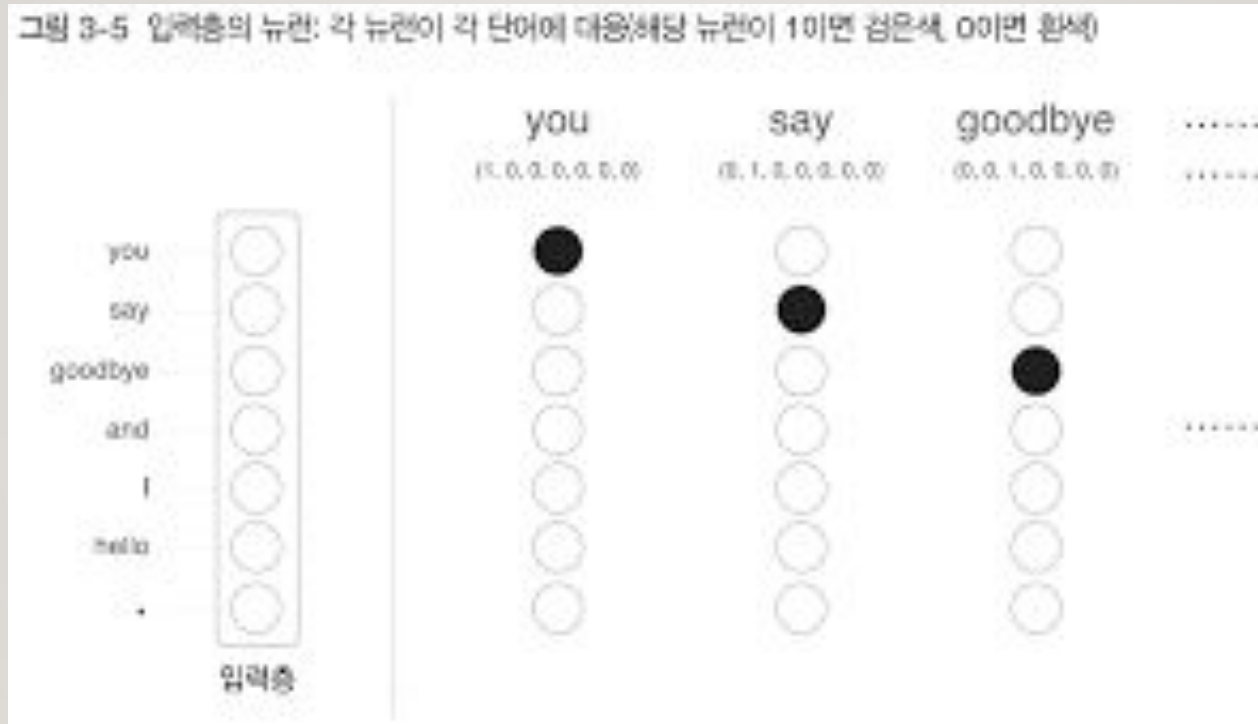 그림 3-5 입력층의 뉴런: 각 뉴런이 각 단어에 대응(해당 뉴런이 1이면 검은색, 0이면 흰색)
you say goodbye ......
(1, 0, 0, 0, 0, 0, 0) (0, 1, 0, 0, 0, 0, 0) (0, 0, 1, 0, 0, 0, 0) ......
you
say
goodbye
and ......
I
hello
.
입력층